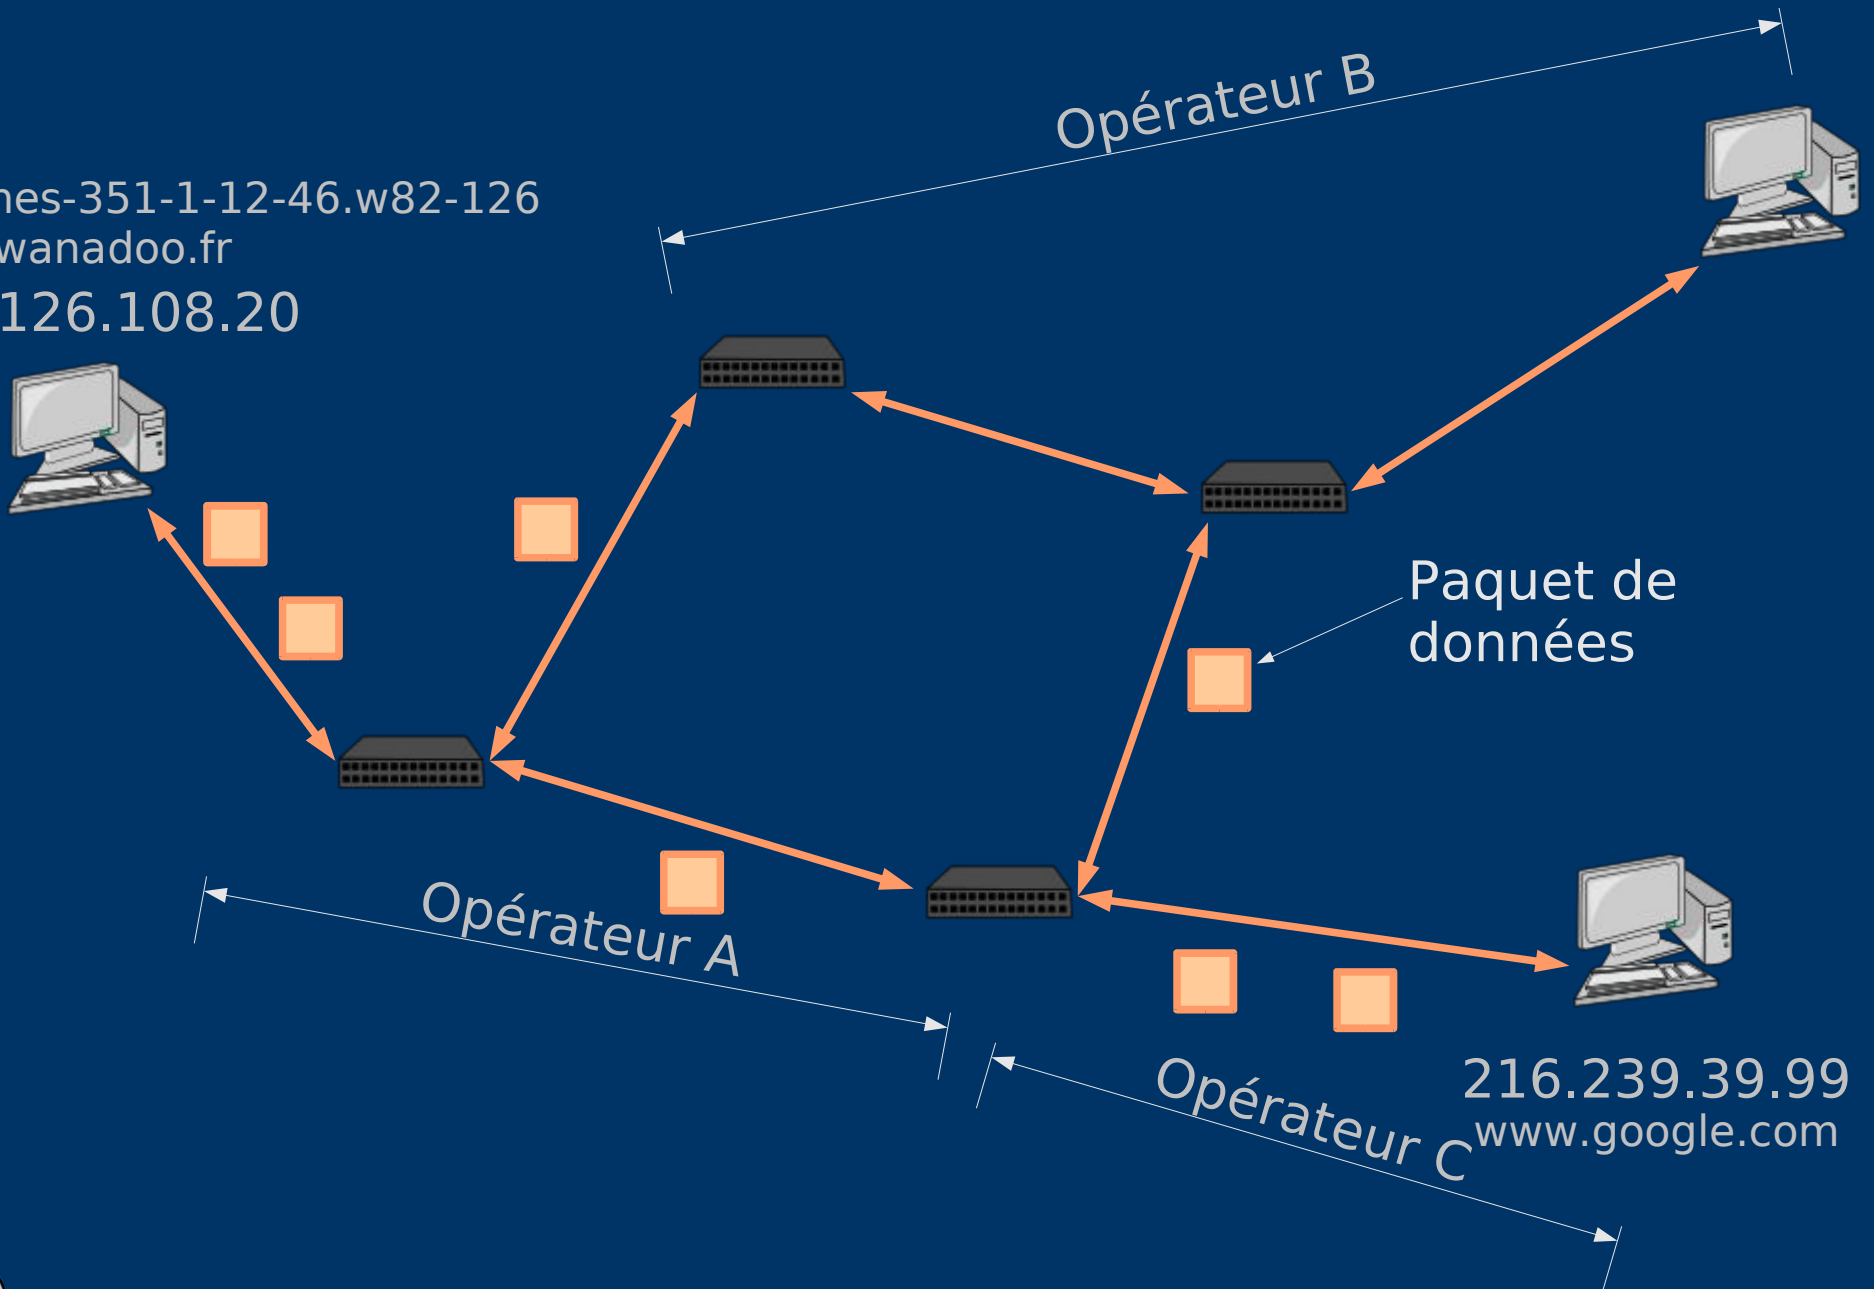 Opérateur B
nes-351-1-12-46.w82-126
wanadoo.fr
126.108.20
Paquet de
données
Opérateur A
Opérateur C
216.239.39.99
www.google.com